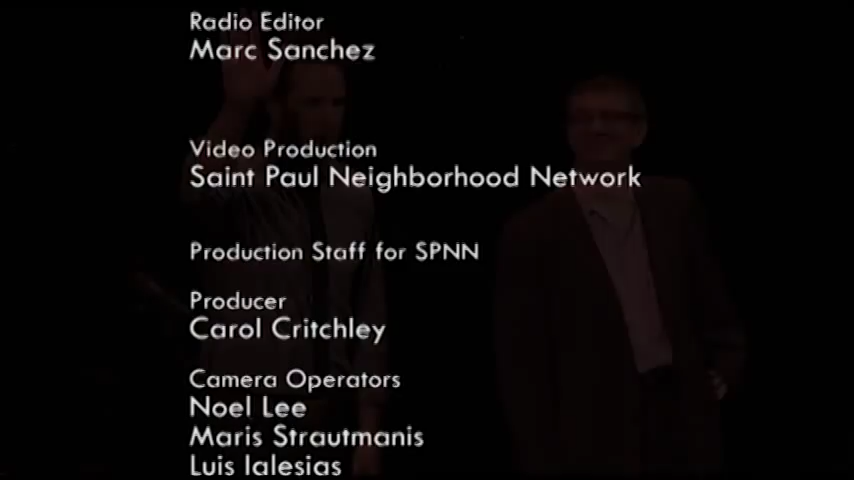 Radio Editor
Marc Sanchez
Video Production
Saint Paul Neighborhood Network
Production Staff for SPNN
Producer
Carol Critchley
Camera Operators
Noel Lee
Maris Strautmanis
Luis Ialesias